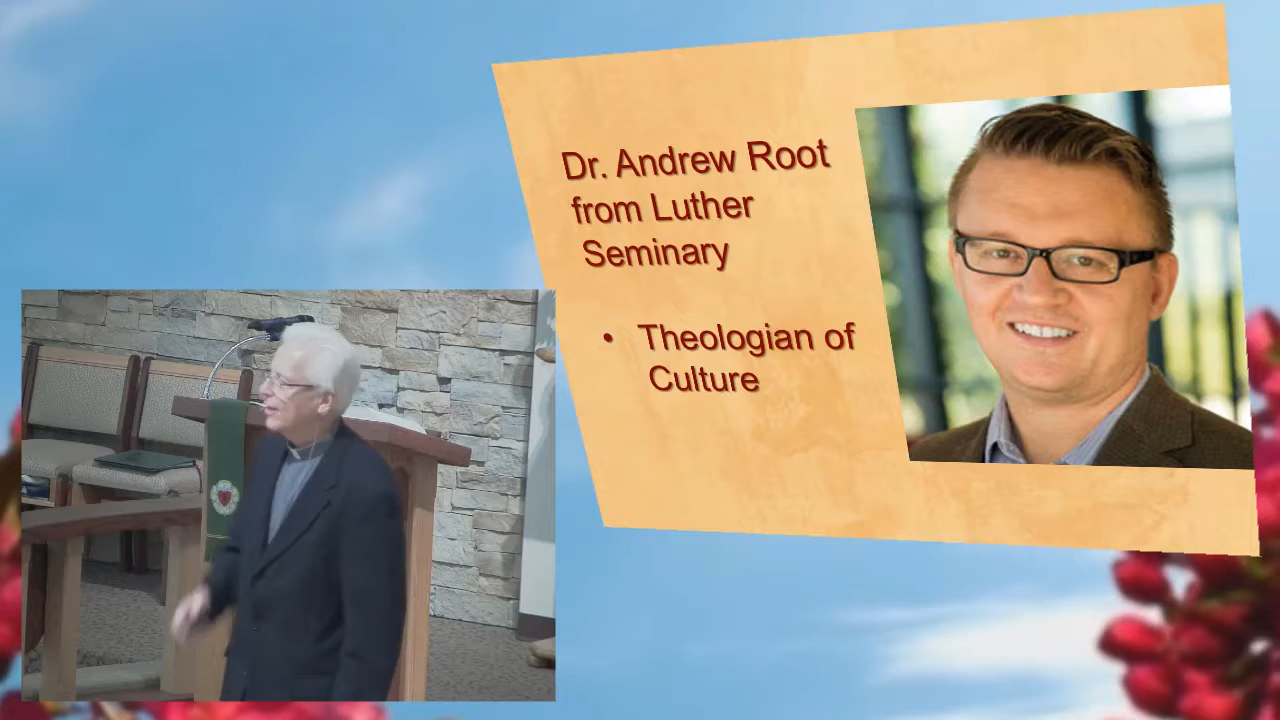 Dr. Andrew Root
from Luther
Seminary
• Theologian of
Culture